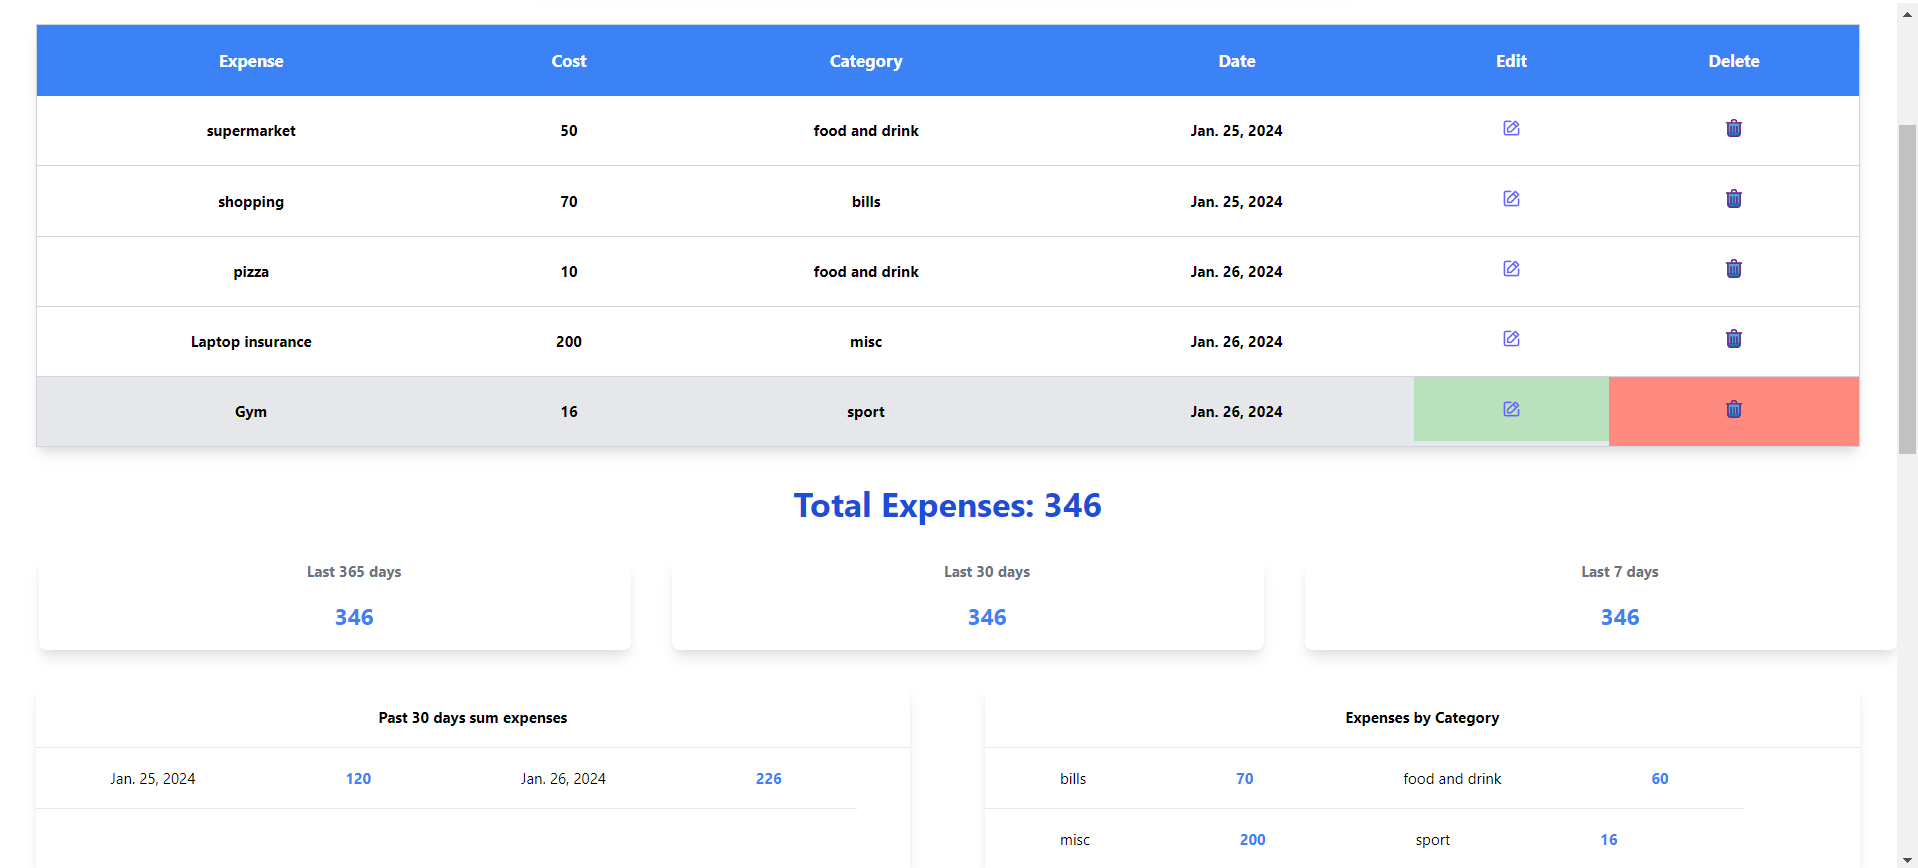 Expense Cost Category Date Edit Delete
supermarket 50 food and drink Jan. 25, 2024
shopping 70 bills Jan. 25, 2024
pizza 10 food and drink Jan. 26, 2024
Laptop insurance 200 misc Jan. 26, 2024
Gym 16 sport Jan. 26, 2024
Total Expenses: 346
Last 365 days Last 30 days Last 7 days
346 346 346
Past 30 days sum expenses Expenses by Category
Jan. 25, 2024 120 Jan. 26, 2024 226 bills 70 food and drink 60
misc 200 sport 16